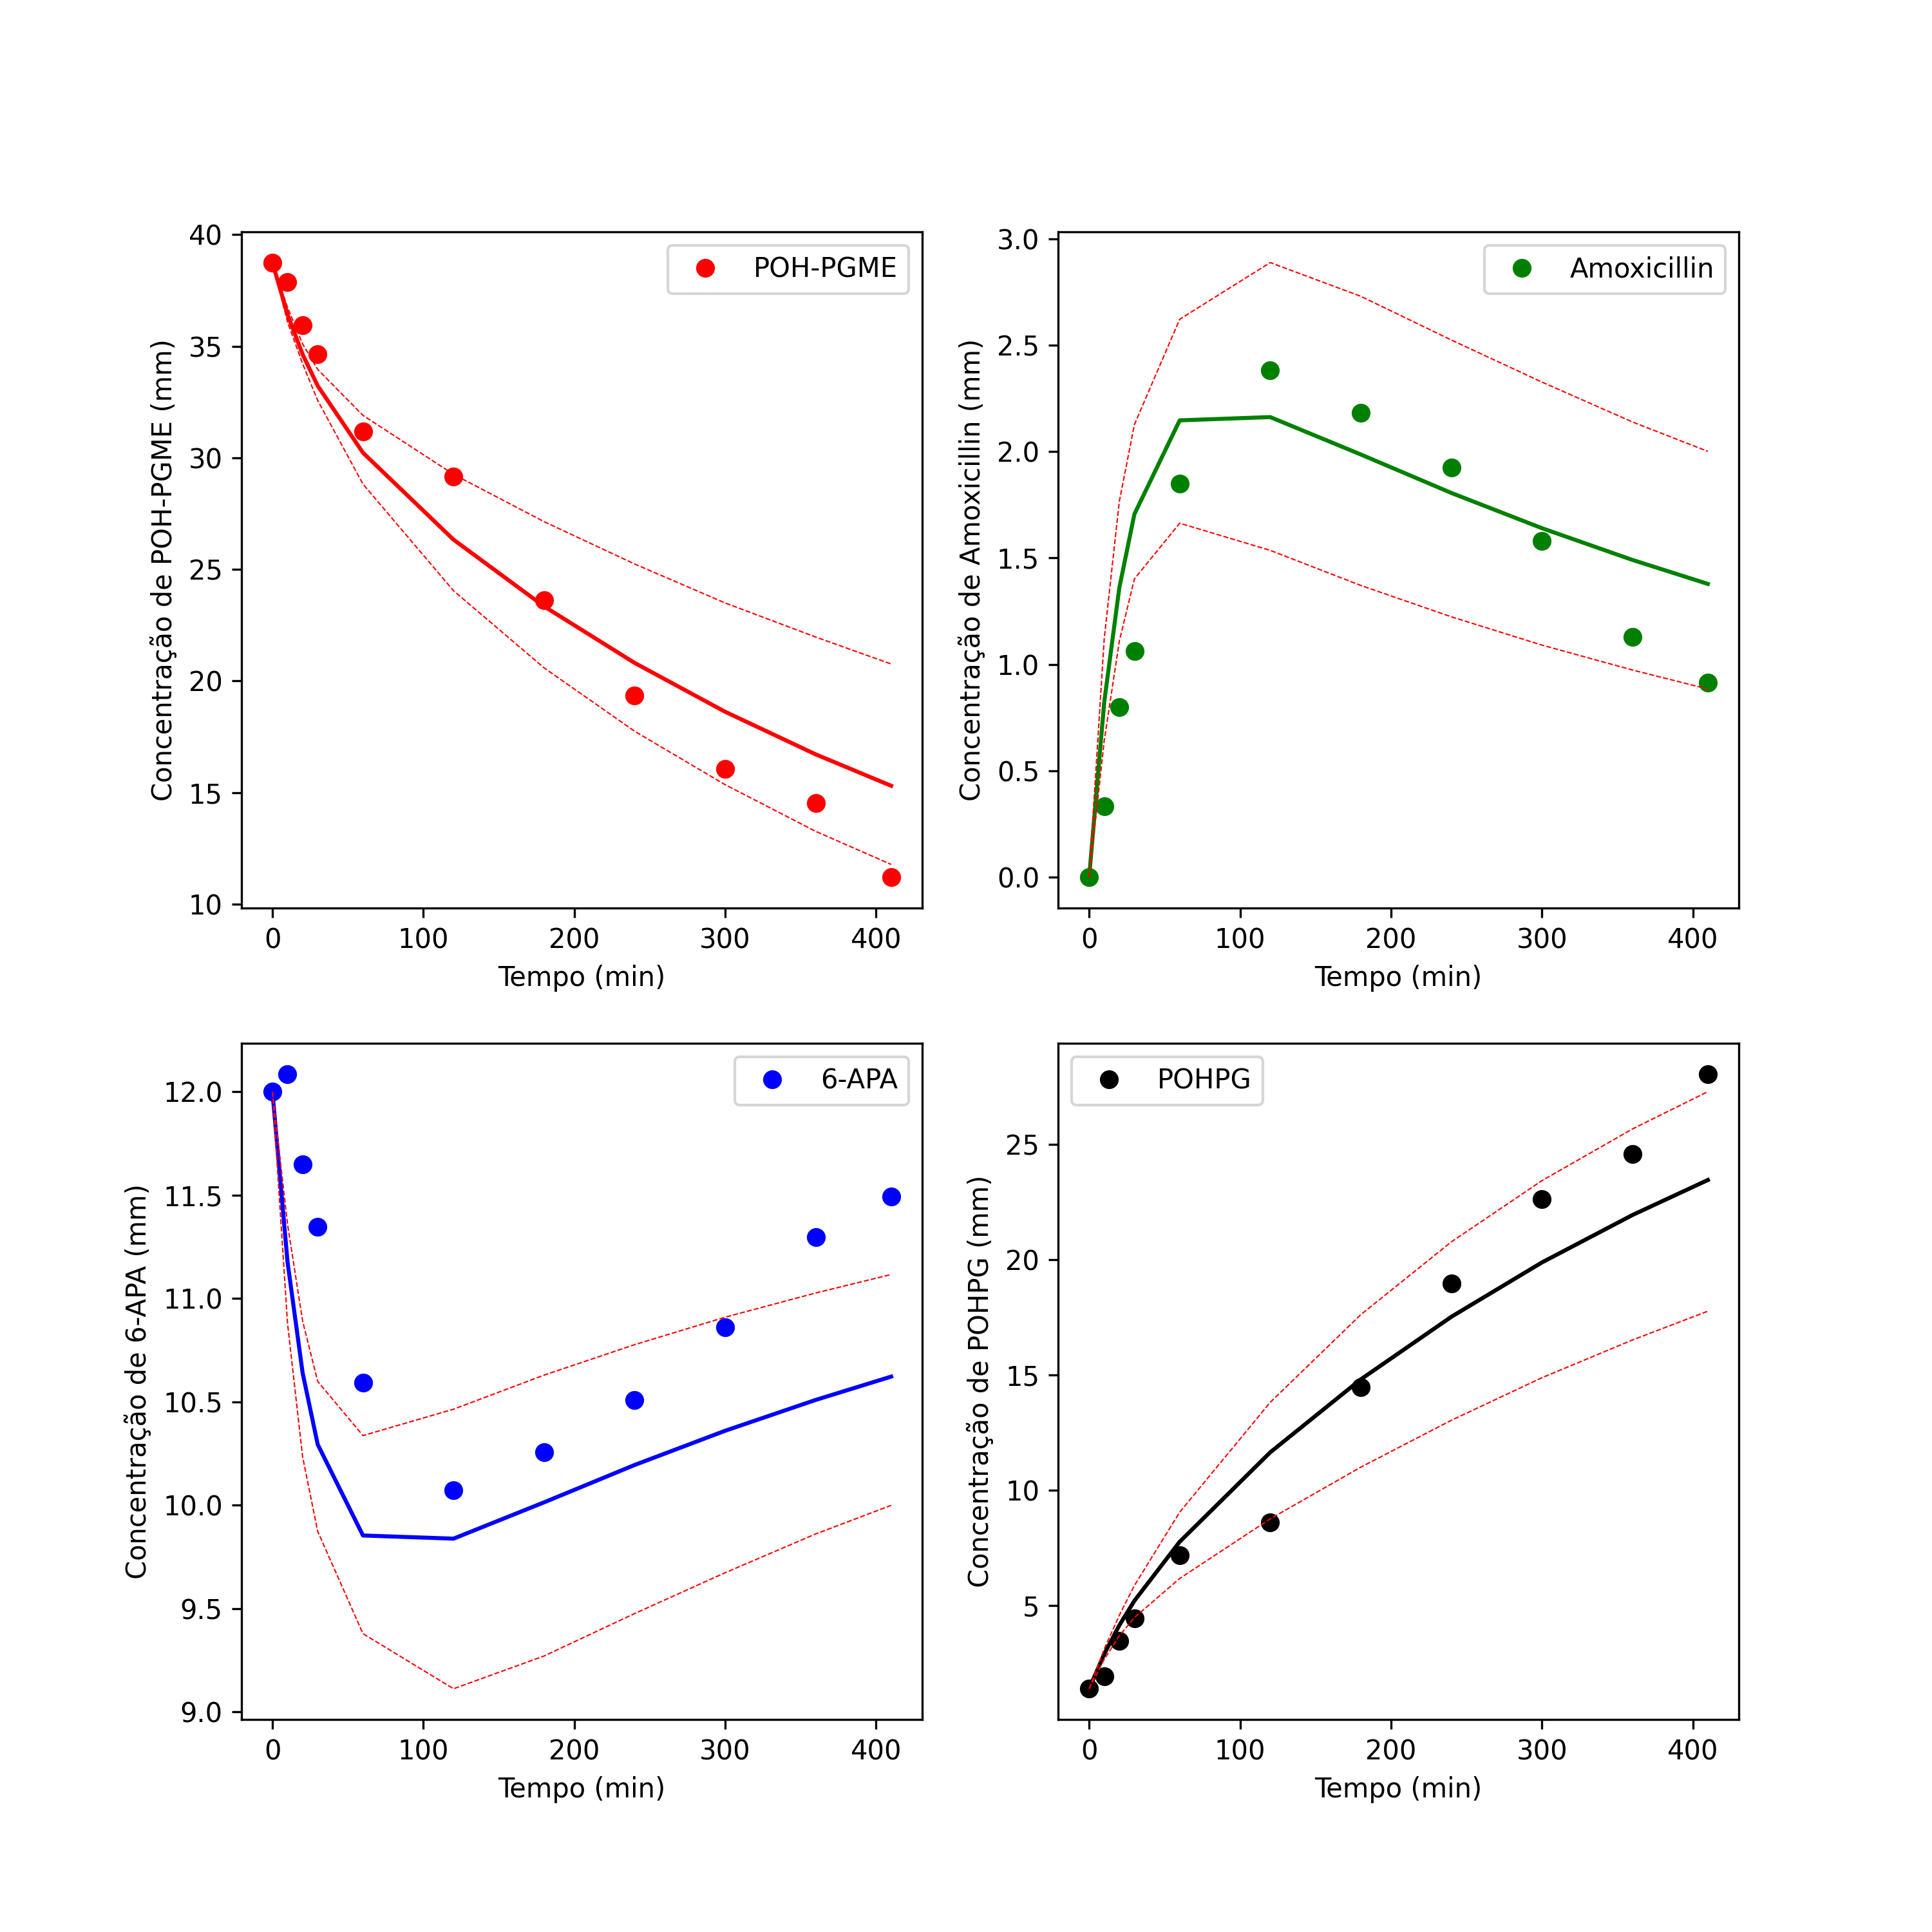 POH-PGME
40
35
30
25
20
15
10
Concentração de POH-PGME (mm)
0 100 200 300 400
Tempo (min)
Amoxicillin
3.0
2.5
2.0
1.5
1.0
0.5
0.0
Concentração de Amoxicillin (mm)
0 100 200 300 400
Tempo (min)
6-APA
12.0
11.5
11.0
10.5
10.0
9.5
9.0
Concentração de 6-APA (mm)
0 100 200 300 400
Tempo (min)
POHPG
25
20
15
10
5
Concentração de POHPG (mm)
0 100 200 300 400
Tempo (min)